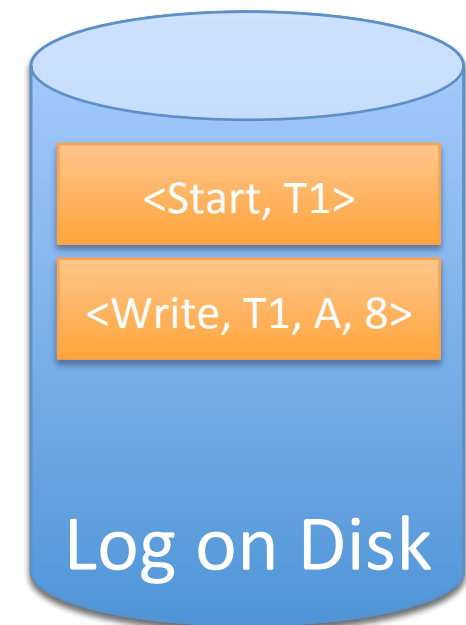 <Start, T1>
<Write, T1, A, 8>
Log on Disk